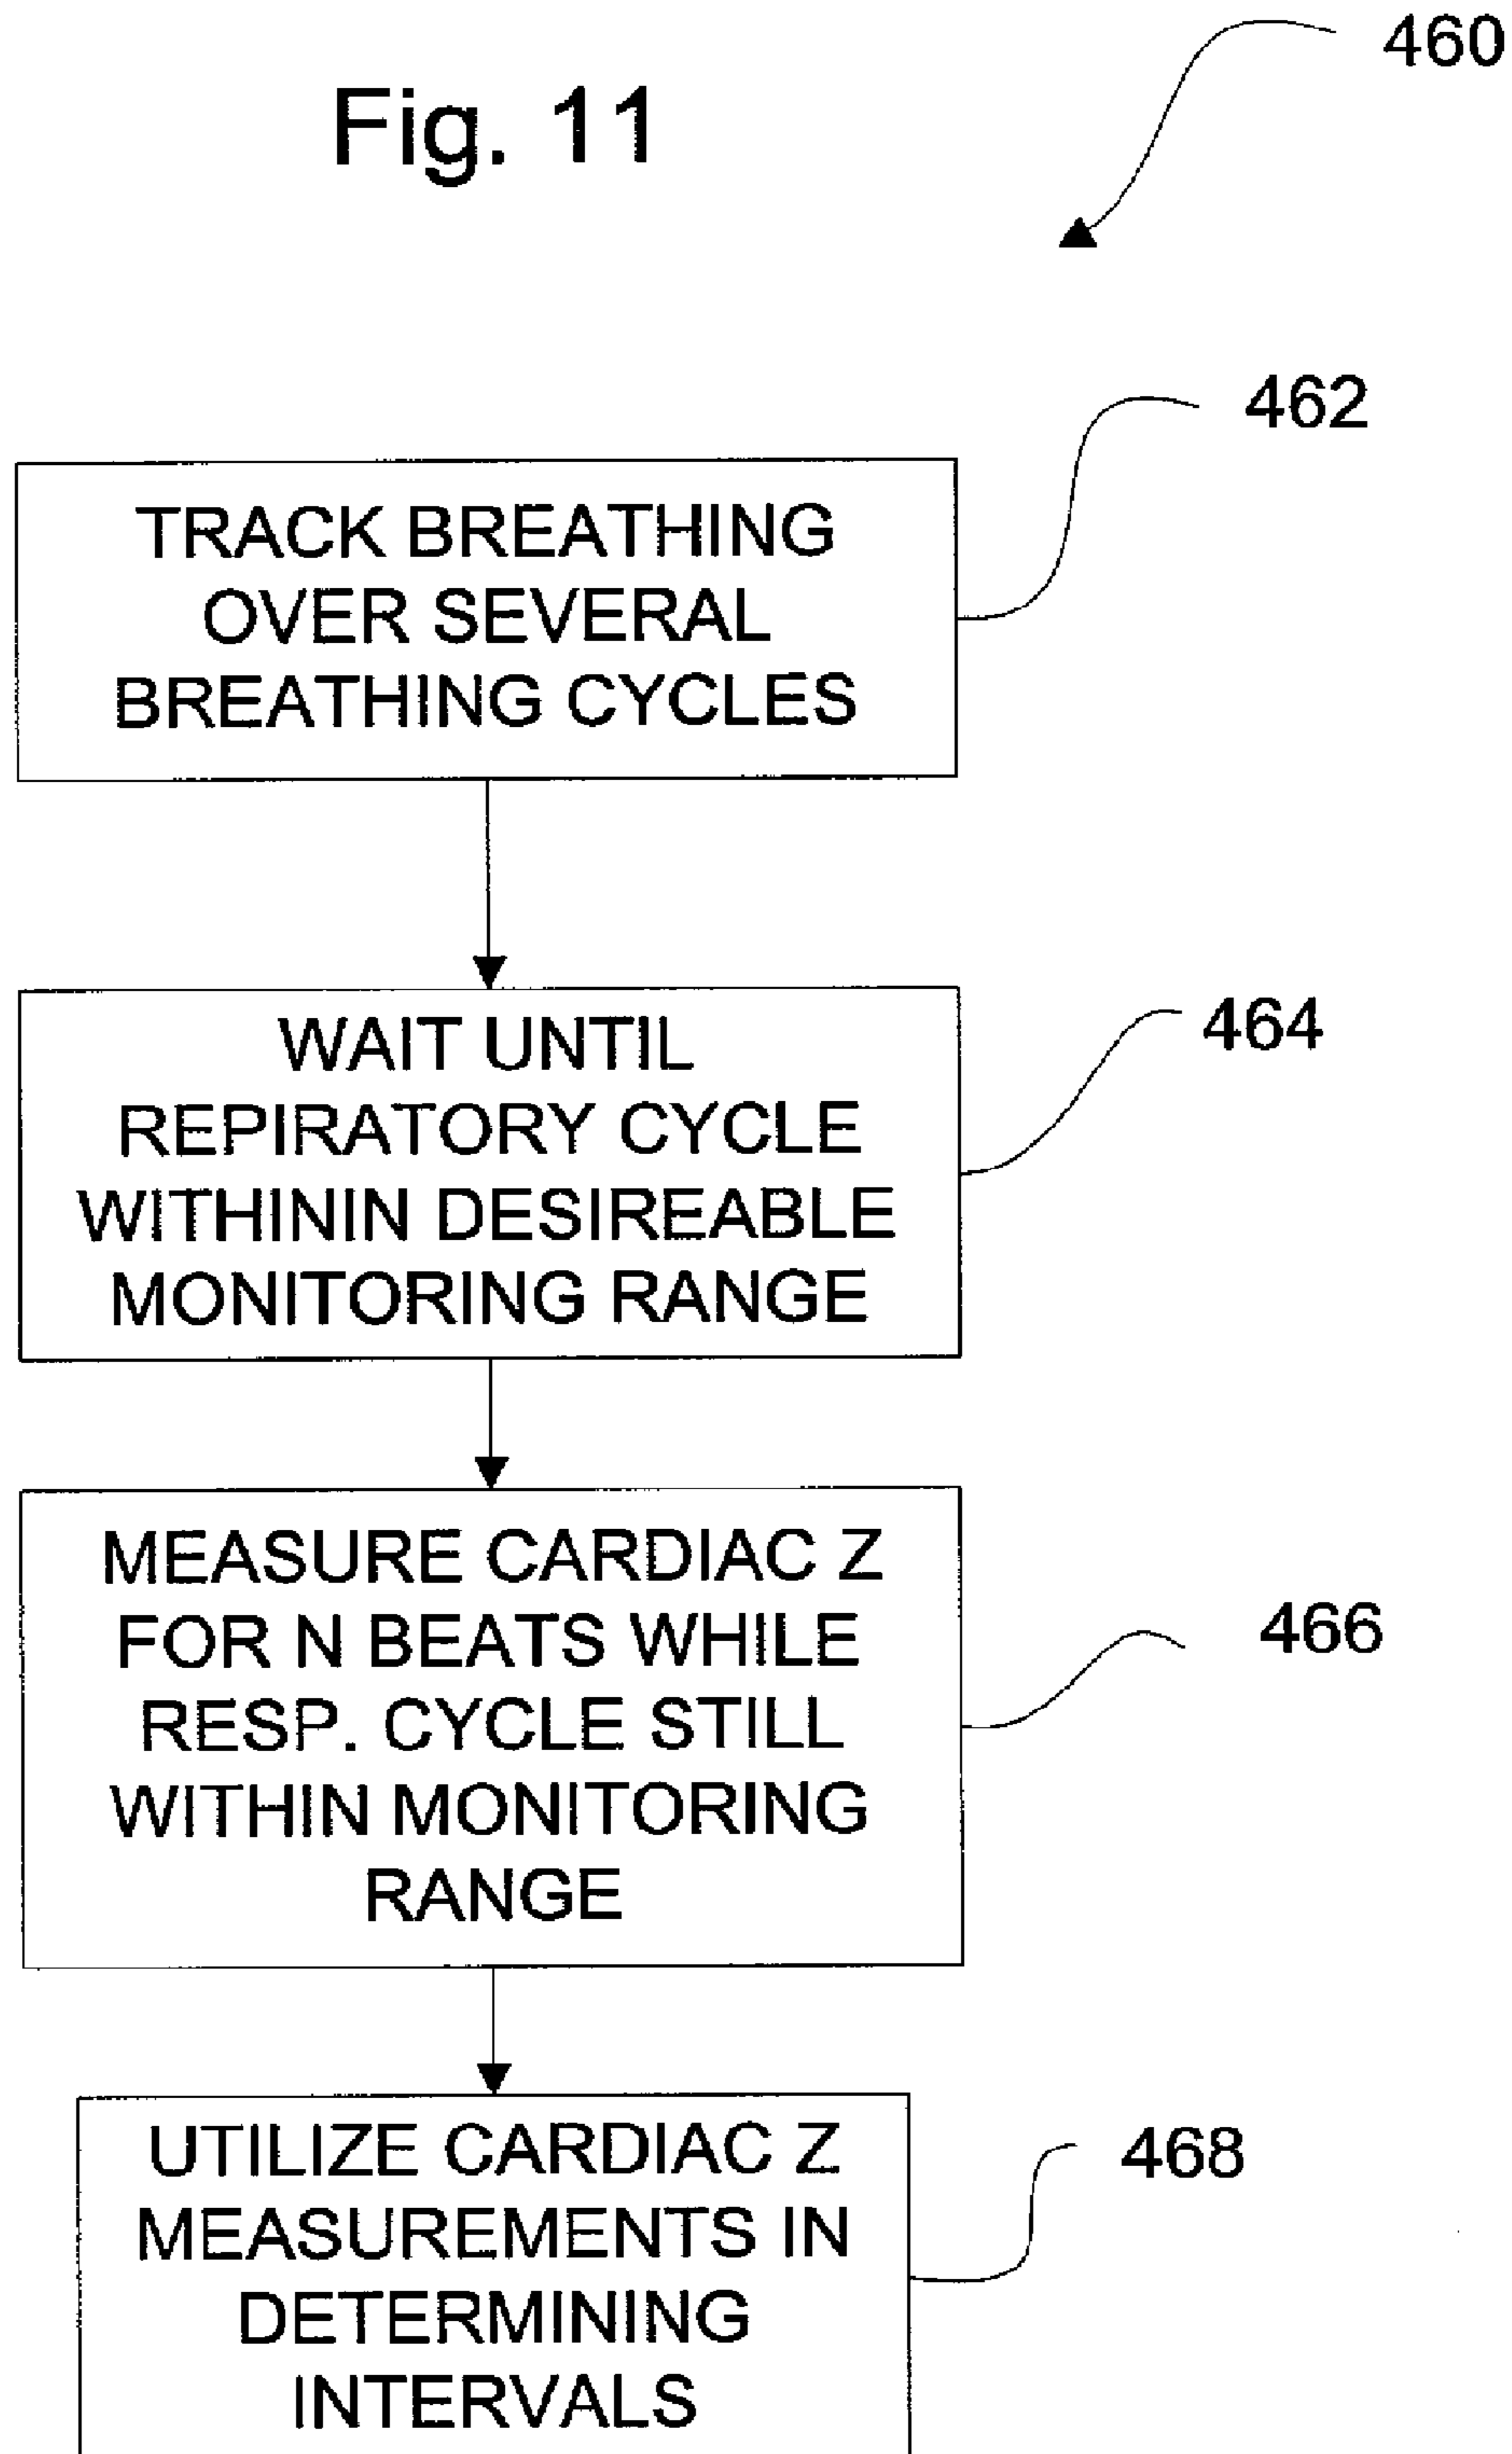 460
Fig. 11
462
TRACK BREATHING
OVER SEVERAL
BREATHING CYCLES
464
WAIT UNTIL
REPIRATORY CYCLE
WITHININ DESIREABLE
MONITORING RANGE
466
MEASURE CARDIAC Z
FOR N BEATS WHILE
RESP. CYCLE STILL
WITHIN MONITORING
RANGE
468
UTILIZE CARDIAC Z
MEASUREMENTS IN
DETERMINING
INTERVALS